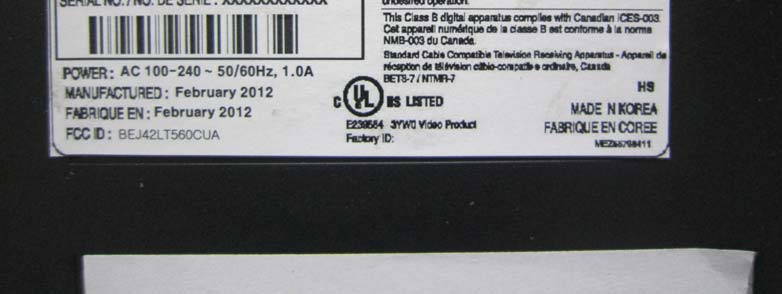 SERIAL NO./NO. DE SÉRIE : XXXXXXXXXXXX
POWER: AC 100-240 ~ 50/60Hz, 1.0A
MANUFACTURED : February 2012
FABRIQUE EN : February 2012
FCC ID : BEJ42LT560CUA
undesired operation.
This Class B digital apparatus complies with Canadian ICES-003.
Cet appareil numérique de la classe B est conforme à la norme
NMB-003 du Canada.
Standard Cable Compatible Television Receiving Apparatus - Appareil de
réception de télévision câblo-compatible ordinaire, Canada
BETS-7 / NTMR-7
C UL US LISTED
E239554 3YW0 Video Product
Factory ID:
HS
MADE IN KOREA
FABRIQUÉ EN CORÉE